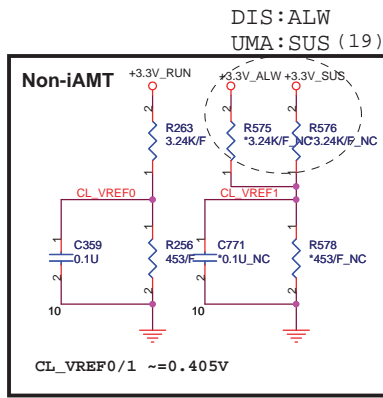 DIS:ALW
UMA:SUS (19)
Non-iAMT
+3.3V_RUN
+3.3V_ALW
+3.3V_SUS
2
2
2
R263
3.24K/F
R575
*3.24K/F_NC
R576
*3.24K/F_NC
1
1
1
CL_VREF0
CL_VREF1
1
C359
0.1U
2
10
1
R256
453/F
2
1
C771
*0.1U_NC
2
10
1
R578
*453/F_NC
2
CL_VREF0/1 ~=0.405V